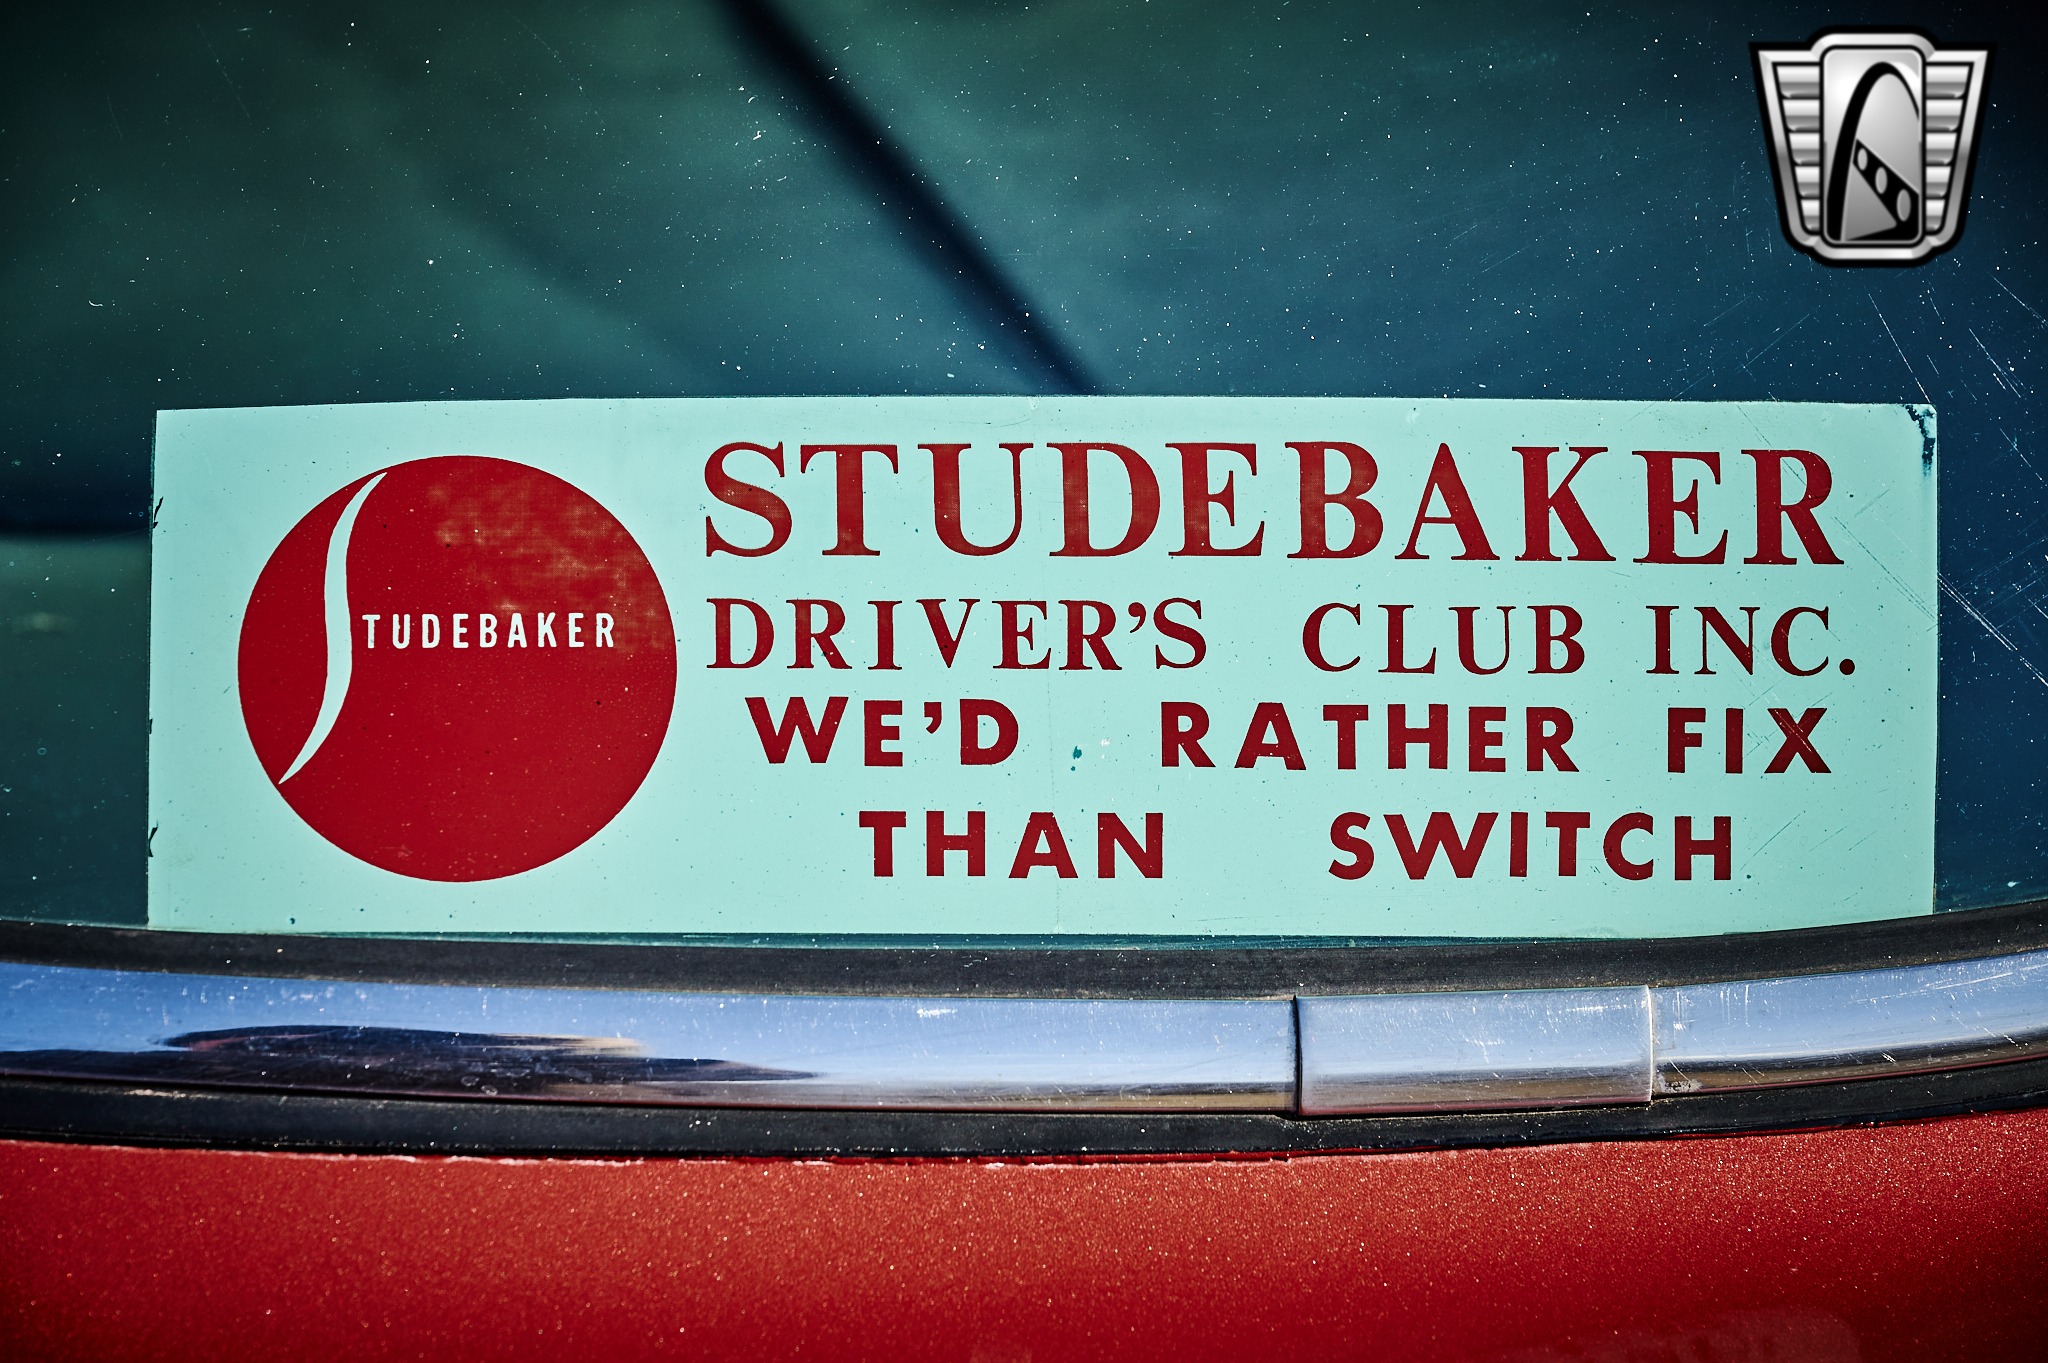 STUDEBAKER
STUDEBAKER
DRIVER'S CLUB INC.
WE'D RATHER FIX
THAN SWITCH